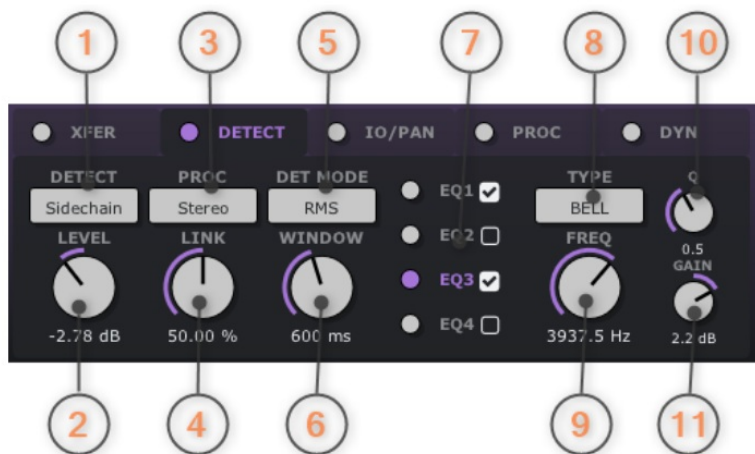 1 3 5 7 8 10
XFER DETECT IO/PAN PROC DYN
DETECT PROC DET MODE TYPE Q
Sidechain Stereo RMS EQ1 BELL
LEVEL LINK WINDOW EQ2 FREQ 0.5
GAIN
EQ3
-2.78 dB 50.00 % 600 ms EQ4 3937.5 Hz 2.2 dB
2 4 6 9 11